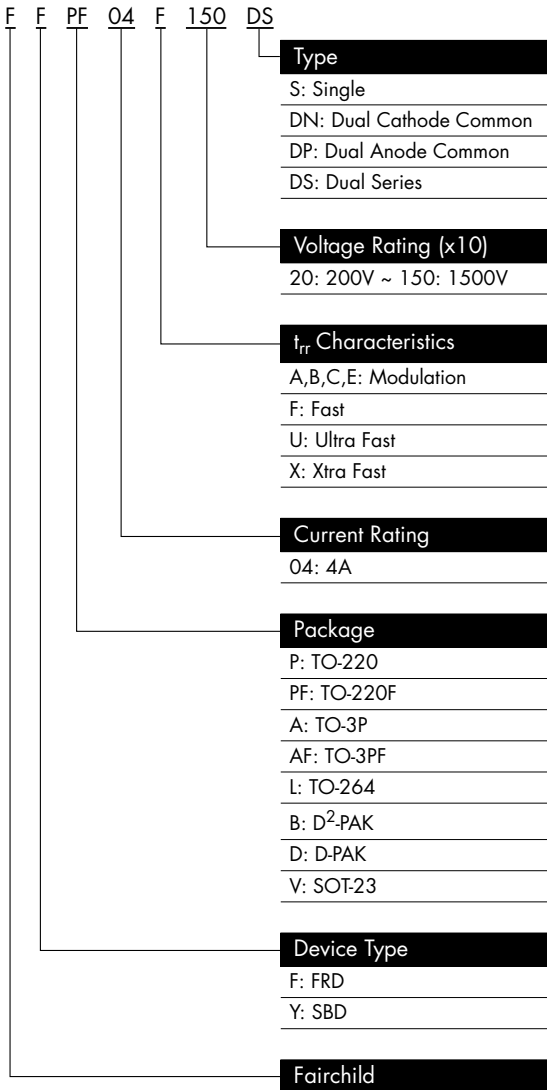 F F PF 04 F 150 DS
Type
S: Single
DN: Dual Cathode Common
DP: Dual Anode Common
DS: Dual Series
Voltage Rating (x10)
20: 200V ~ 150: 1500V
trr Characteristics
A,B,C,E: Modulation
F: Fast
U: Ultra Fast
X: Xtra Fast
Current Rating
04: 4A
Package
P: TO-220
PF: TO-220F
A: TO-3P
AF: TO-3PF
L: TO-264
B: D2-PAK
D: D-PAK
V: SOT-23
Device Type
F: FRD
Y: SBD
Fairchild